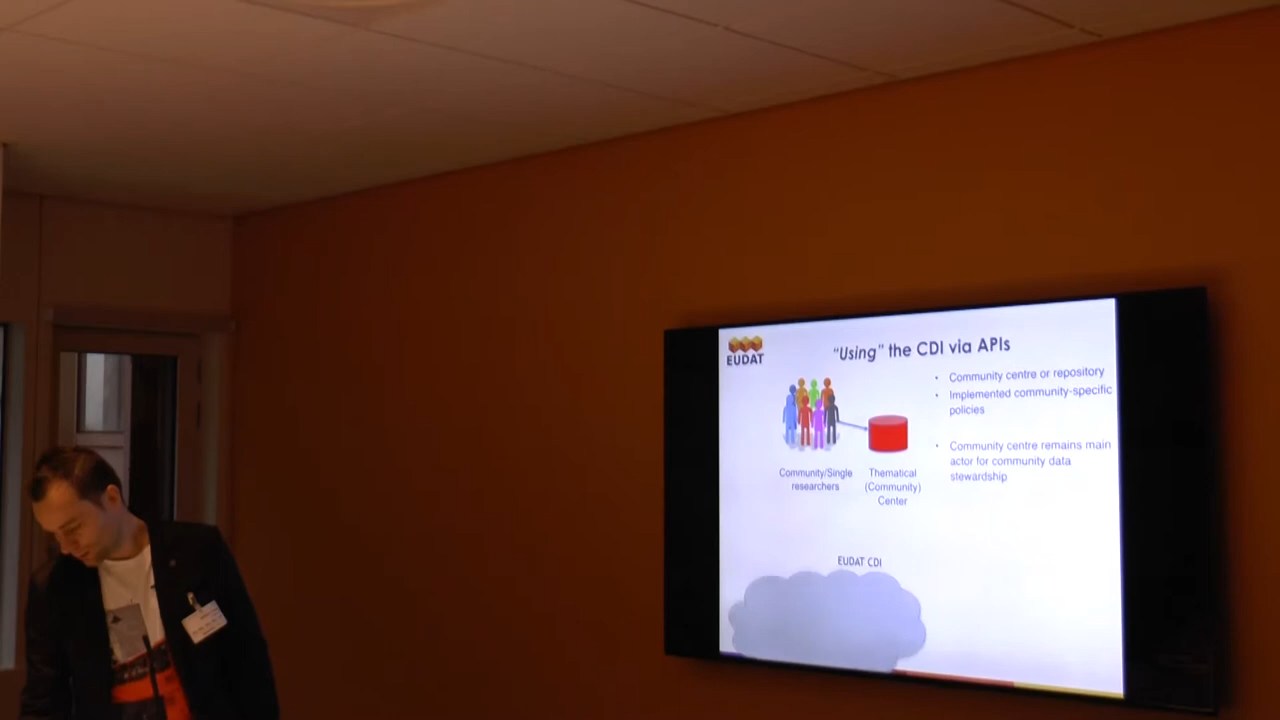 EUDAT
"Using" the CDI via APIs
• Community centre or repository
• Implemented community-specific
policies
• Community centre remains main
actor for community data
stewardship
Community/Single
researchers
Thematical
(Community)
Center
EUDAT CDI